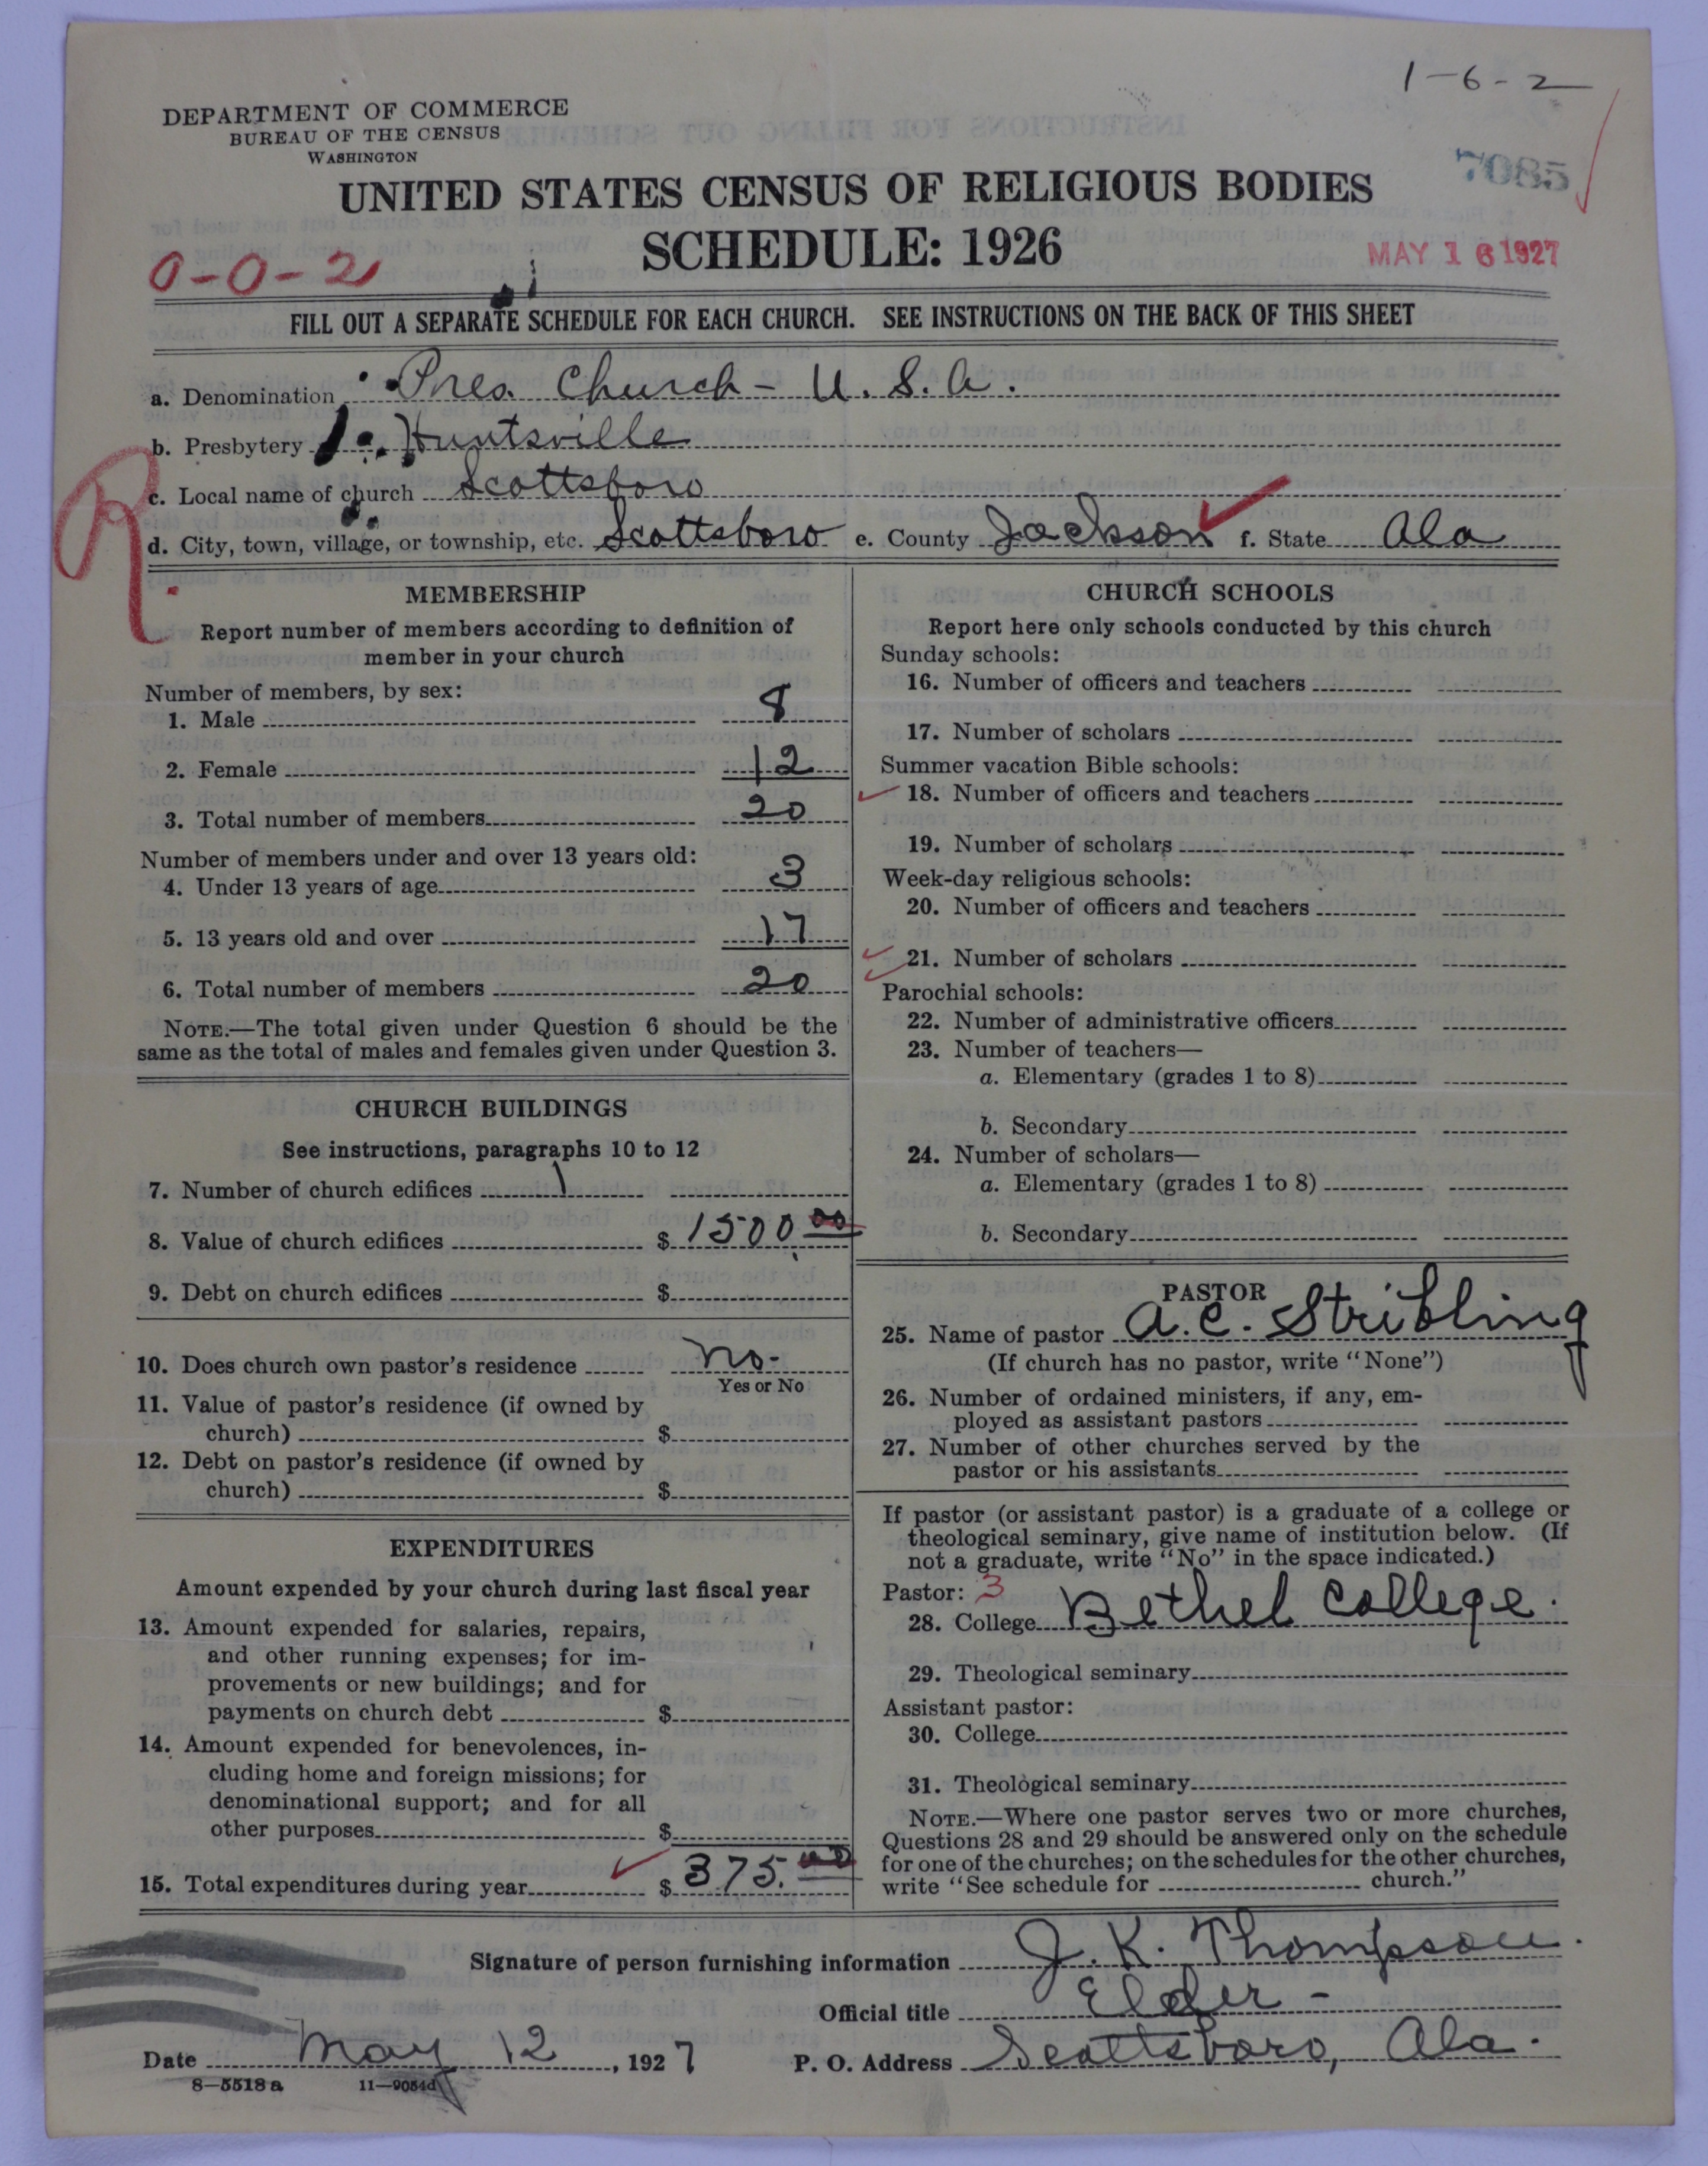 1-6-2
DEPARTMENT OF COMMERCE
BUREAU OF THE CENSUS
WASHINGTON
UNITED STATES CENSUS OF RELIGIOUS BODIES
SCHEDULE: 1926
5807
MAY 16 1927
0-0-2
FILL OUT A SEPARATE SCHEDULE FOR EACH CHURCH. SEE INSTRUCTIONS ON THE BACK OF THIS SHEET
a. Denomination Pres. Church - U.S.A.
b. Presbytery Huntsville
R
c. Local name of church Scottsboro
d. City, town, village, or township, etc. Scottsboro e. County Jackson f. State Ala
MEMBERSHIP
Report number of members according to definition of
member in your church
Number of members, by sex:
1. Male 8
2. Female 12
3. Total number of members 20
Number of members under and over 13 years old:
4. Under 13 years of age 3
5. 13 years old and over 17
6. Total number of members 20
NOTE.—The total given under Question 6 should be the
same as the total of males and females given under Question 3.
CHURCH BUILDINGS
See instructions, paragraphs 10 to 12
7. Number of church edifices 1
8. Value of church edifices $ 1500.00
9. Debt on church edifices $
10. Does church own pastor's residence No-
Yes or No
11. Value of pastor's residence (if owned by
church) $
12. Debt on pastor's residence (if owned by
church) $
EXPENDITURES
Amount expended by your church during last fiscal year
13. Amount expended for salaries, repairs,
and other running expenses; for im-
provements or new buildings; and for
payments on church debt $
14. Amount expended for benevolences, in-
cluding home and foreign missions; for
denominational support; and for all
other purposes $
15. Total expenditures during year $ 375.00
CHURCH SCHOOLS
Report here only schools conducted by this church
Sunday schools:
16. Number of officers and teachers
17. Number of scholars
Summer vacation Bible schools:
18. Number of officers and teachers
19. Number of scholars
Week-day religious schools:
20. Number of officers and teachers
21. Number of scholars
Parochial schools:
22. Number of administrative officers
23. Number of teachers—
a. Elementary (grades 1 to 8)
b. Secondary
24. Number of scholars—
a. Elementary (grades 1 to 8)
b. Secondary
PASTOR
25. Name of pastor A. C. Stribling
(If church has no pastor, write "None")
26. Number of ordained ministers, if any, em-
ployed as assistant pastors
27. Number of other churches served by the
pastor or his assistants
If pastor (or assistant pastor) is a graduate of a college or
theological seminary, give name of institution below. (If
not a graduate, write "No" in the space indicated.)
Pastor: 3
28. College Bethel College.
29. Theological seminary
Assistant pastor:
30. College
31. Theological seminary
NOTE.—Where one pastor serves two or more churches,
Questions 28 and 29 should be answered only on the schedule
for one of the churches; on the schedules for the other churches,
write "See schedule for church."
Signature of person furnishing information J. K. Thompson.
Official title Elder -
Date May 12, 1927 P. O. Address Scottsboro, Ala.
8-5518a 11-9054d